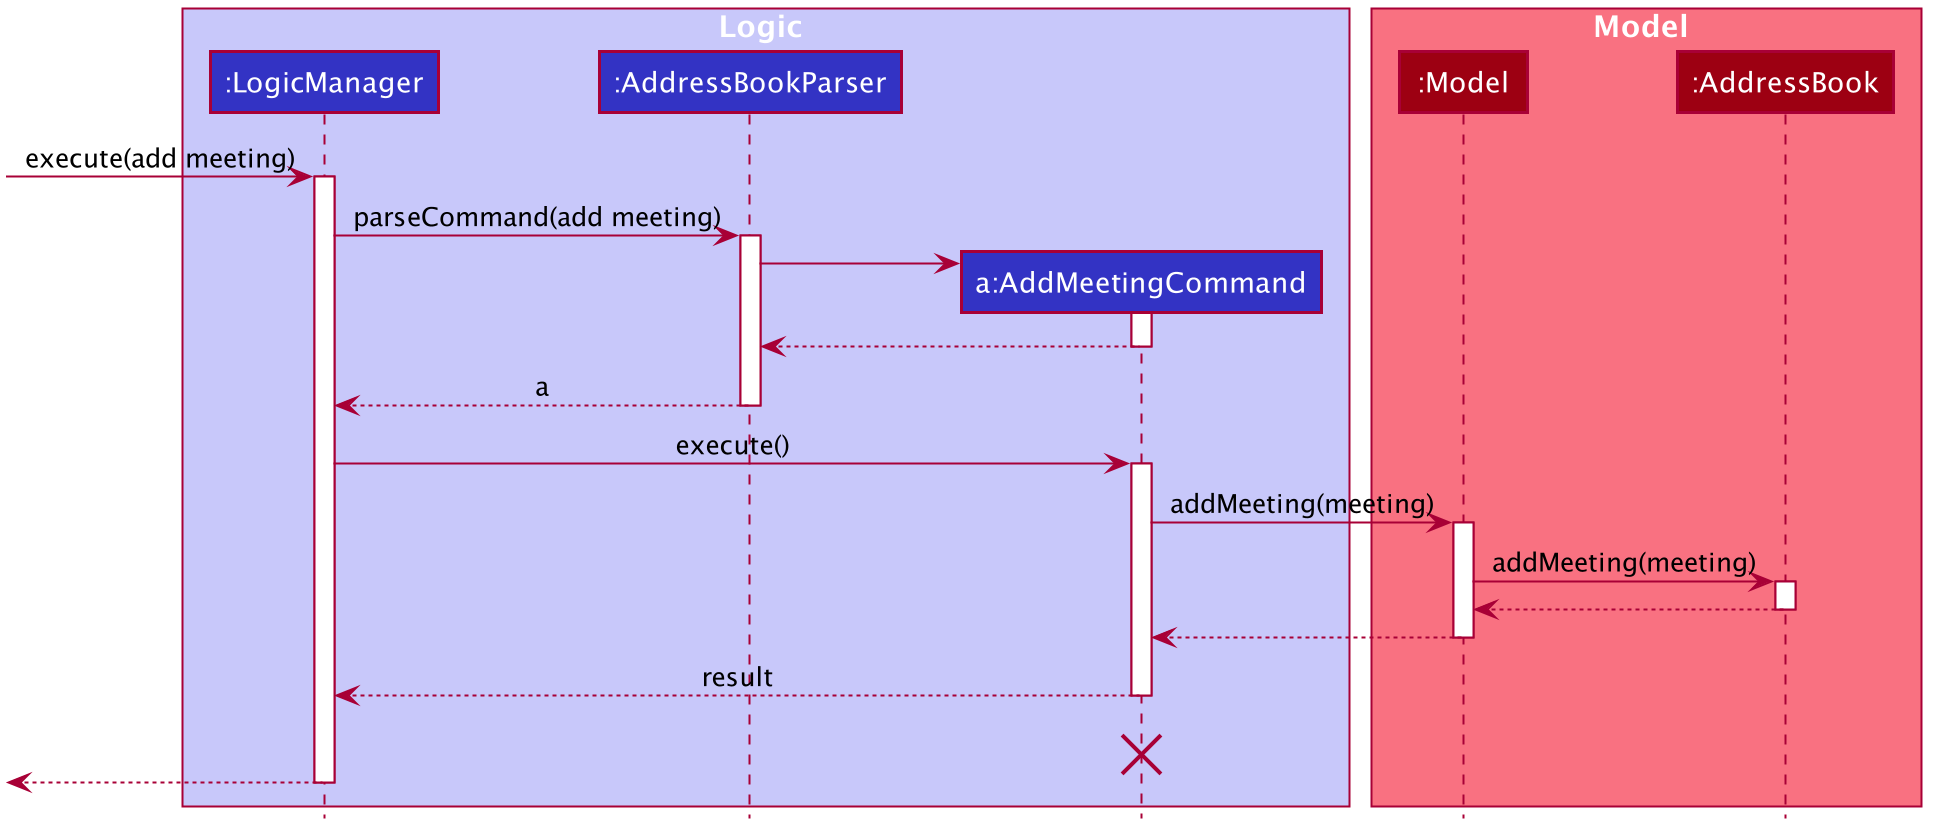 Logic
Model
:LogicManager
:AddressBookParser
:Model
:AddressBook
execute(add meeting)
parseCommand(add meeting)
a:AddMeetingCommand
a
execute()
addMeeting(meeting)
addMeeting(meeting)
result